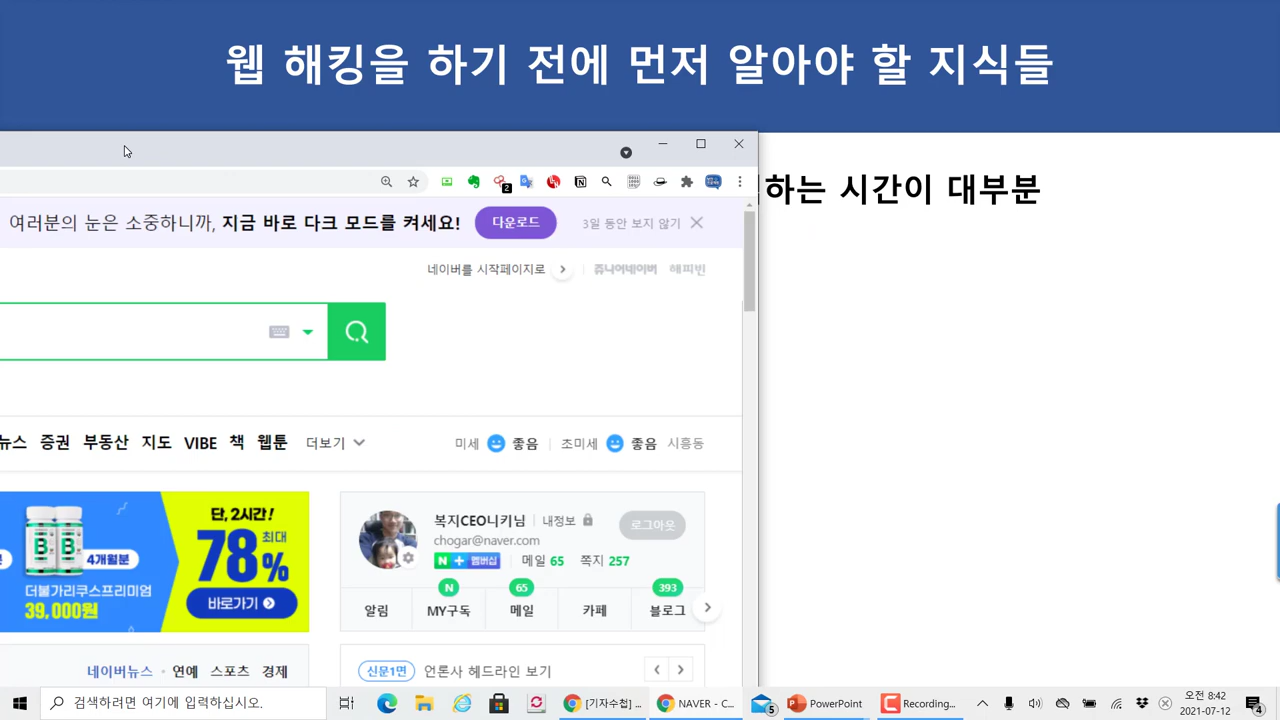 웹 해킹을 하기 전에 먼저 알아야 할 지식들
하는 시간이 대부분
2
여러분의 눈은 소중하니까, 지금 바로 다크 모드를 켜세요!
다운로드
3일 동안 보지 않기
네이버를 시작페이지로
쥬니어네이버
해피빈
뉴스 증권 부동산 지도 VIBE 책 웹툰 더보기
미세 좋음 초미세 좋음 시흥동
B B
4개월분
더불가리쿠스프리미엄
39,000원
단, 2시간!
최대
78%
바로가기
복지CEO니키님 내정보
로그아웃
chogar@naver.com
N + 멤버십 메일 65 쪽지 257
N 65 393
알림 MY구독 메일 카페 블로그
네이버뉴스 연예 스포츠 경제
신문1면 언론사 헤드라인 보기
검색하려면 여기에 입력하십시오.
[기자수첩] ...
NAVER - C...
5
PowerPoint
Recording...
오전 8:42
2021-07-12
4